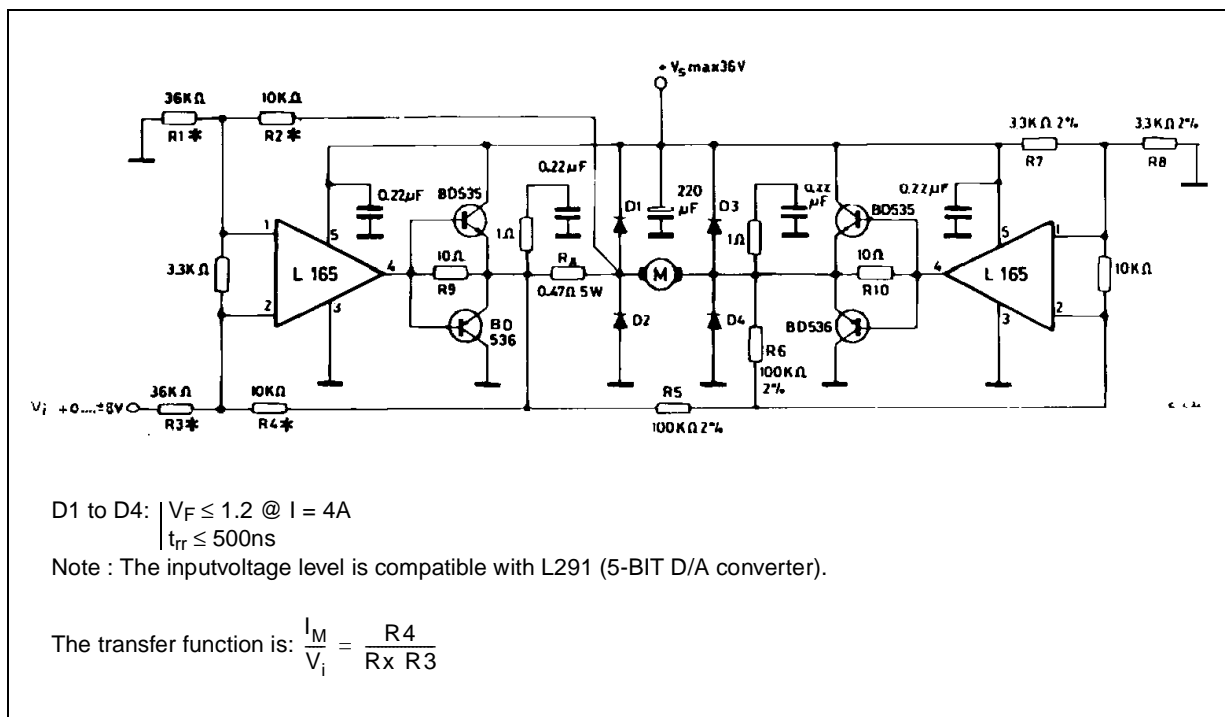 + Vs max36V
36KΩ
10KΩ
3.3KΩ 2%
3.3KΩ 2%
R1*
R2*
R7
R8
0.22µF
0.22µF
BD535
D1
220 µF
D3
0.22 µF
BD535
0.22µF
1
5
1Ω
1Ω
5
1
3.3KΩ
L 165
4
10Ω
R9
0.47Ω 5W
M
10Ω
R10
4
L 165
10KΩ
2
3
BD 536
D2
D4
BD536
3
2
R6
100KΩ 2%
36KΩ
10KΩ
R5
Vi +0....±8V
R3*
R4*
100KΩ 2%
D1 to D4: VF ≤ 1.2 @ I = 4A
trr ≤ 500ns
Note : The inputvoltage level is compatible with L291 (5-BIT D/A converter).
The transfer function is: IM / Vi = R4 / Rx R3